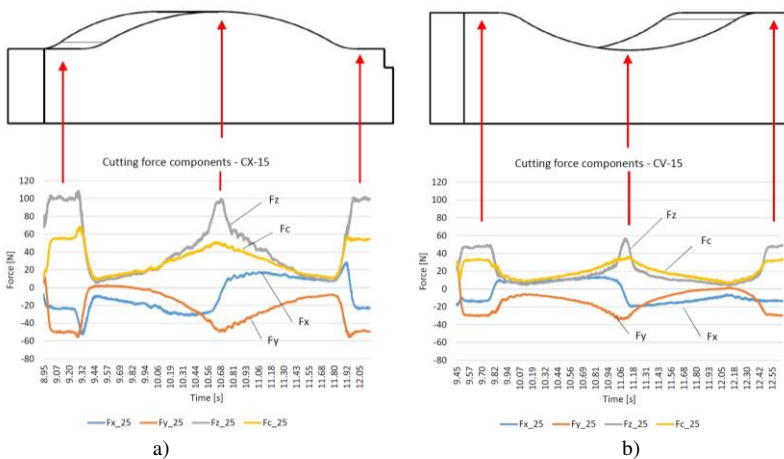 Cutting force components - CX-15
120
100
80
60
40
20
0
-20
-40
-60
-80
Force [N]
Fz
Fc
Fx
Fy
8.95 9.07 9.20 9.32 9.44 9.57 9.69 9.82 9.94 10.06 10.19 10.31 10.43 10.56 10.68 10.81 10.93 11.06 11.18 11.30 11.43 11.55 11.68 11.80 11.92 12.05
Time [s]
Fx_25 Fy_25 Fz_25 Fc_25
a)
Cutting force components - CV-15
120
100
80
60
40
20
0
-20
-40
-60
-80
Force [N]
Fz
Fc
Fx
Fy
9.45 9.57 9.70 9.82 9.94 10.07 10.19 10.32 10.44 10.56 10.69 10.81 10.94 11.06 11.18 11.31 11.43 11.56 11.68 11.80 11.93 12.05 12.18 12.30 12.42 12.55
Time [s]
Fx_25 Fy_25 Fz_25 Fc_25
b)